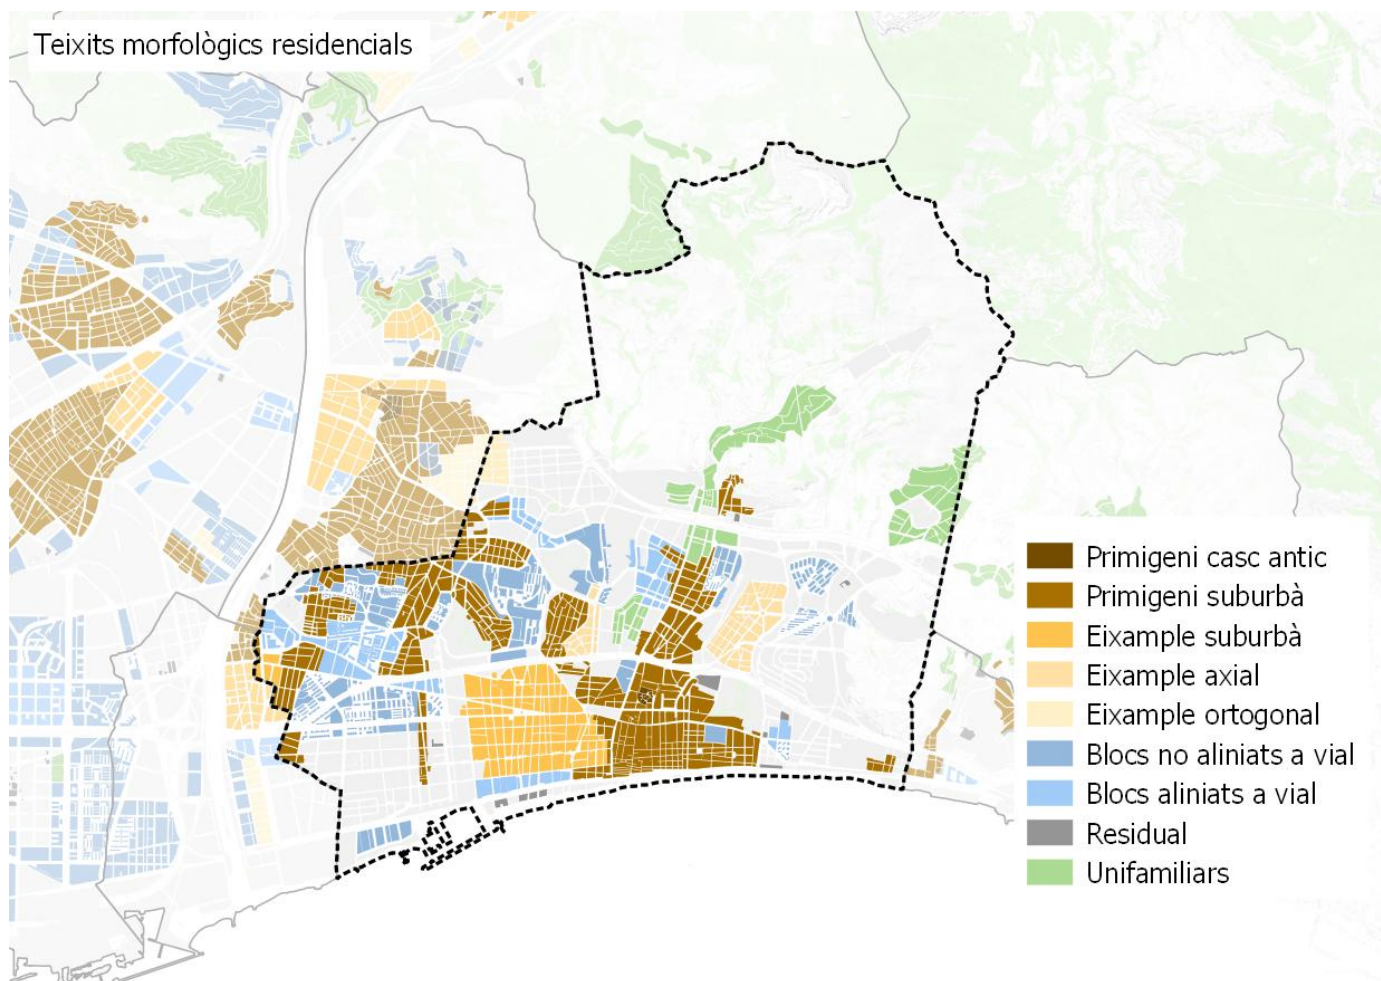 Teixits morfològics residencials
Primigeni casc antic
Primigeni suburbà
Eixample suburbà
Eixample axial
Eixample ortogonal
Blocs no aliniats a vial
Blocs aliniats a vial
Residual
Unifamiliars